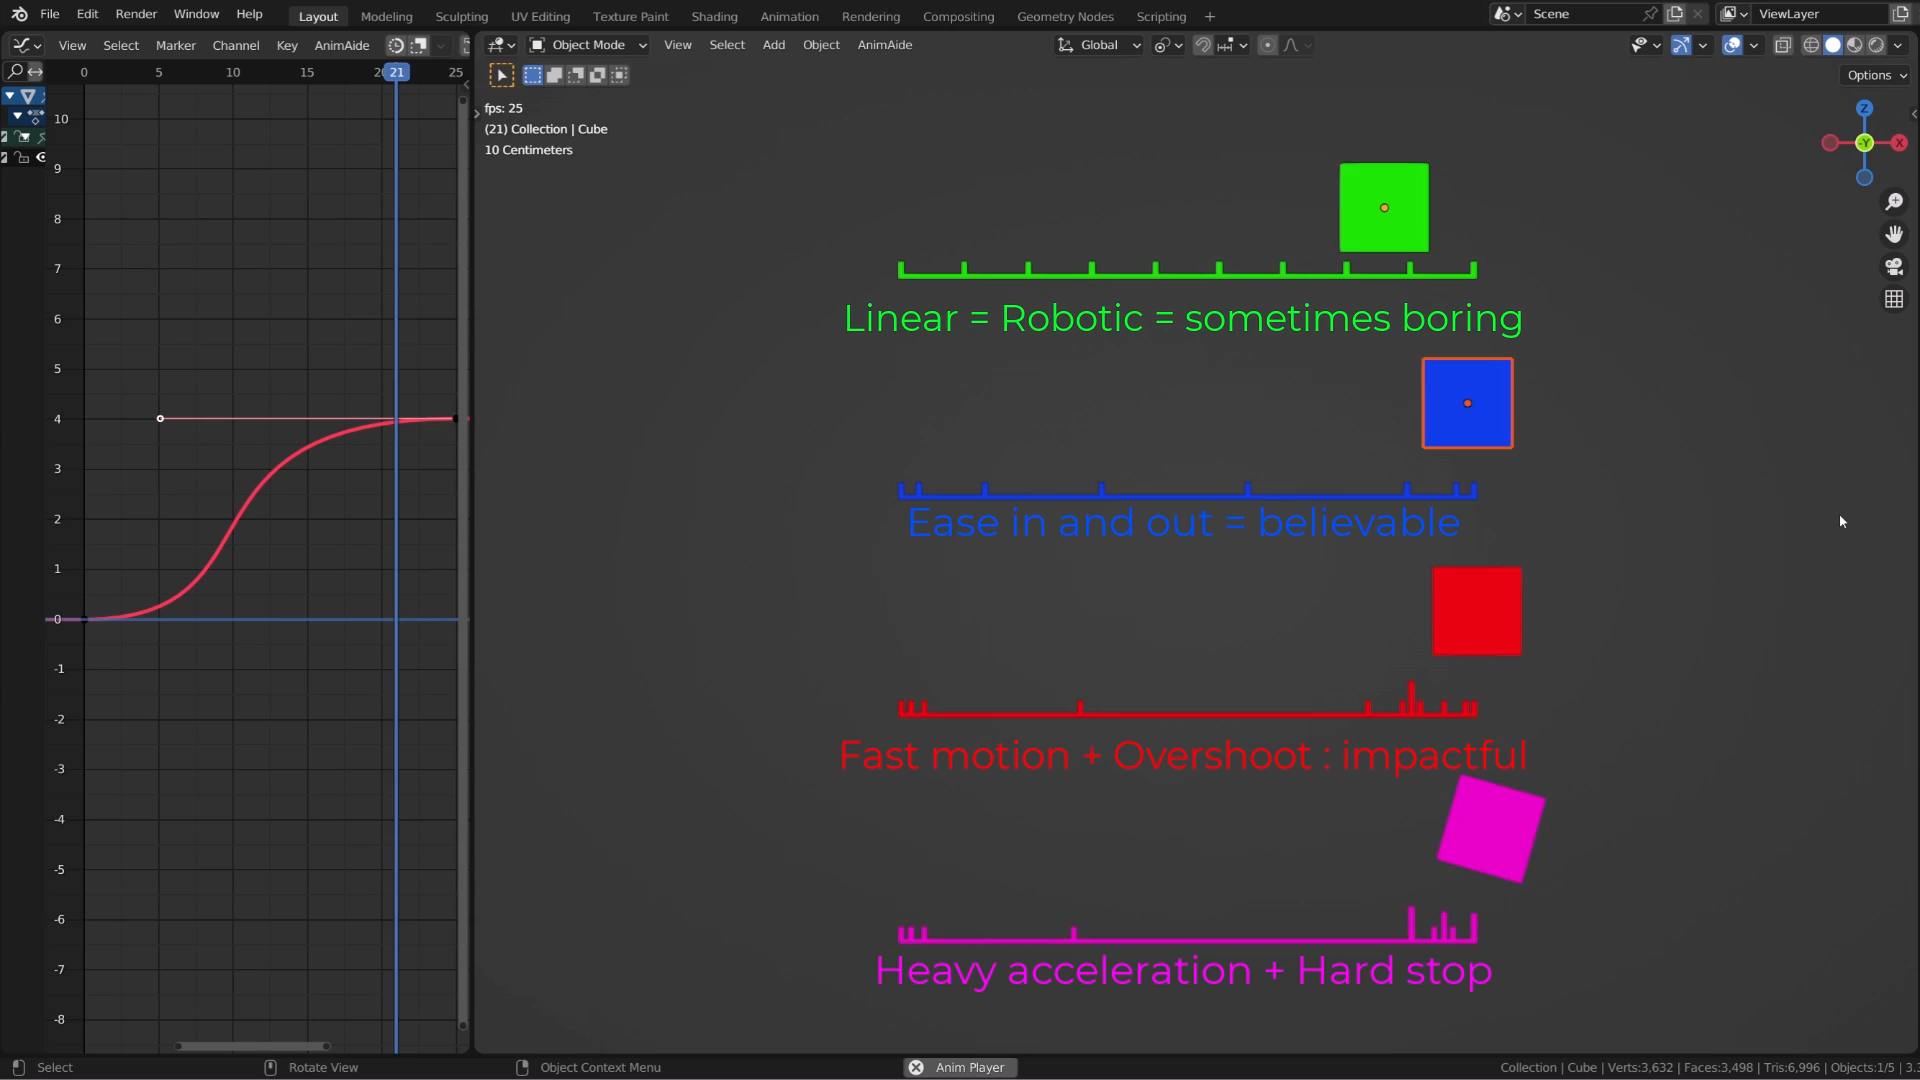 File Edit Render Window Help Layout Modeling Sculpting UV Editing Texture Paint Shading Animation Rendering Compositing Geometry Nodes Scripting + Scene ViewLayer
View Select Marker Channel Key AnimAide Object Mode View Select Add Object AnimAide Global
0 5 10 15 21 25
Options
fps: 25
(21) Collection | Cube
10 Centimeters
Z
-Y
X
10
9
8
7
6
5
4
3
2
1
0
-1
-2
-3
-4
-5
-6
-7
-8
Linear = Robotic = sometimes boring
Ease in and out = believable
Fast motion + Overshoot : impactful
Heavy acceleration + Hard stop
Select Rotate View Object Context Menu Anim Player Collection | Cube | Verts:3,632 | Faces:3,498 | Tris:6,996 | Objects:1/5 | 3.